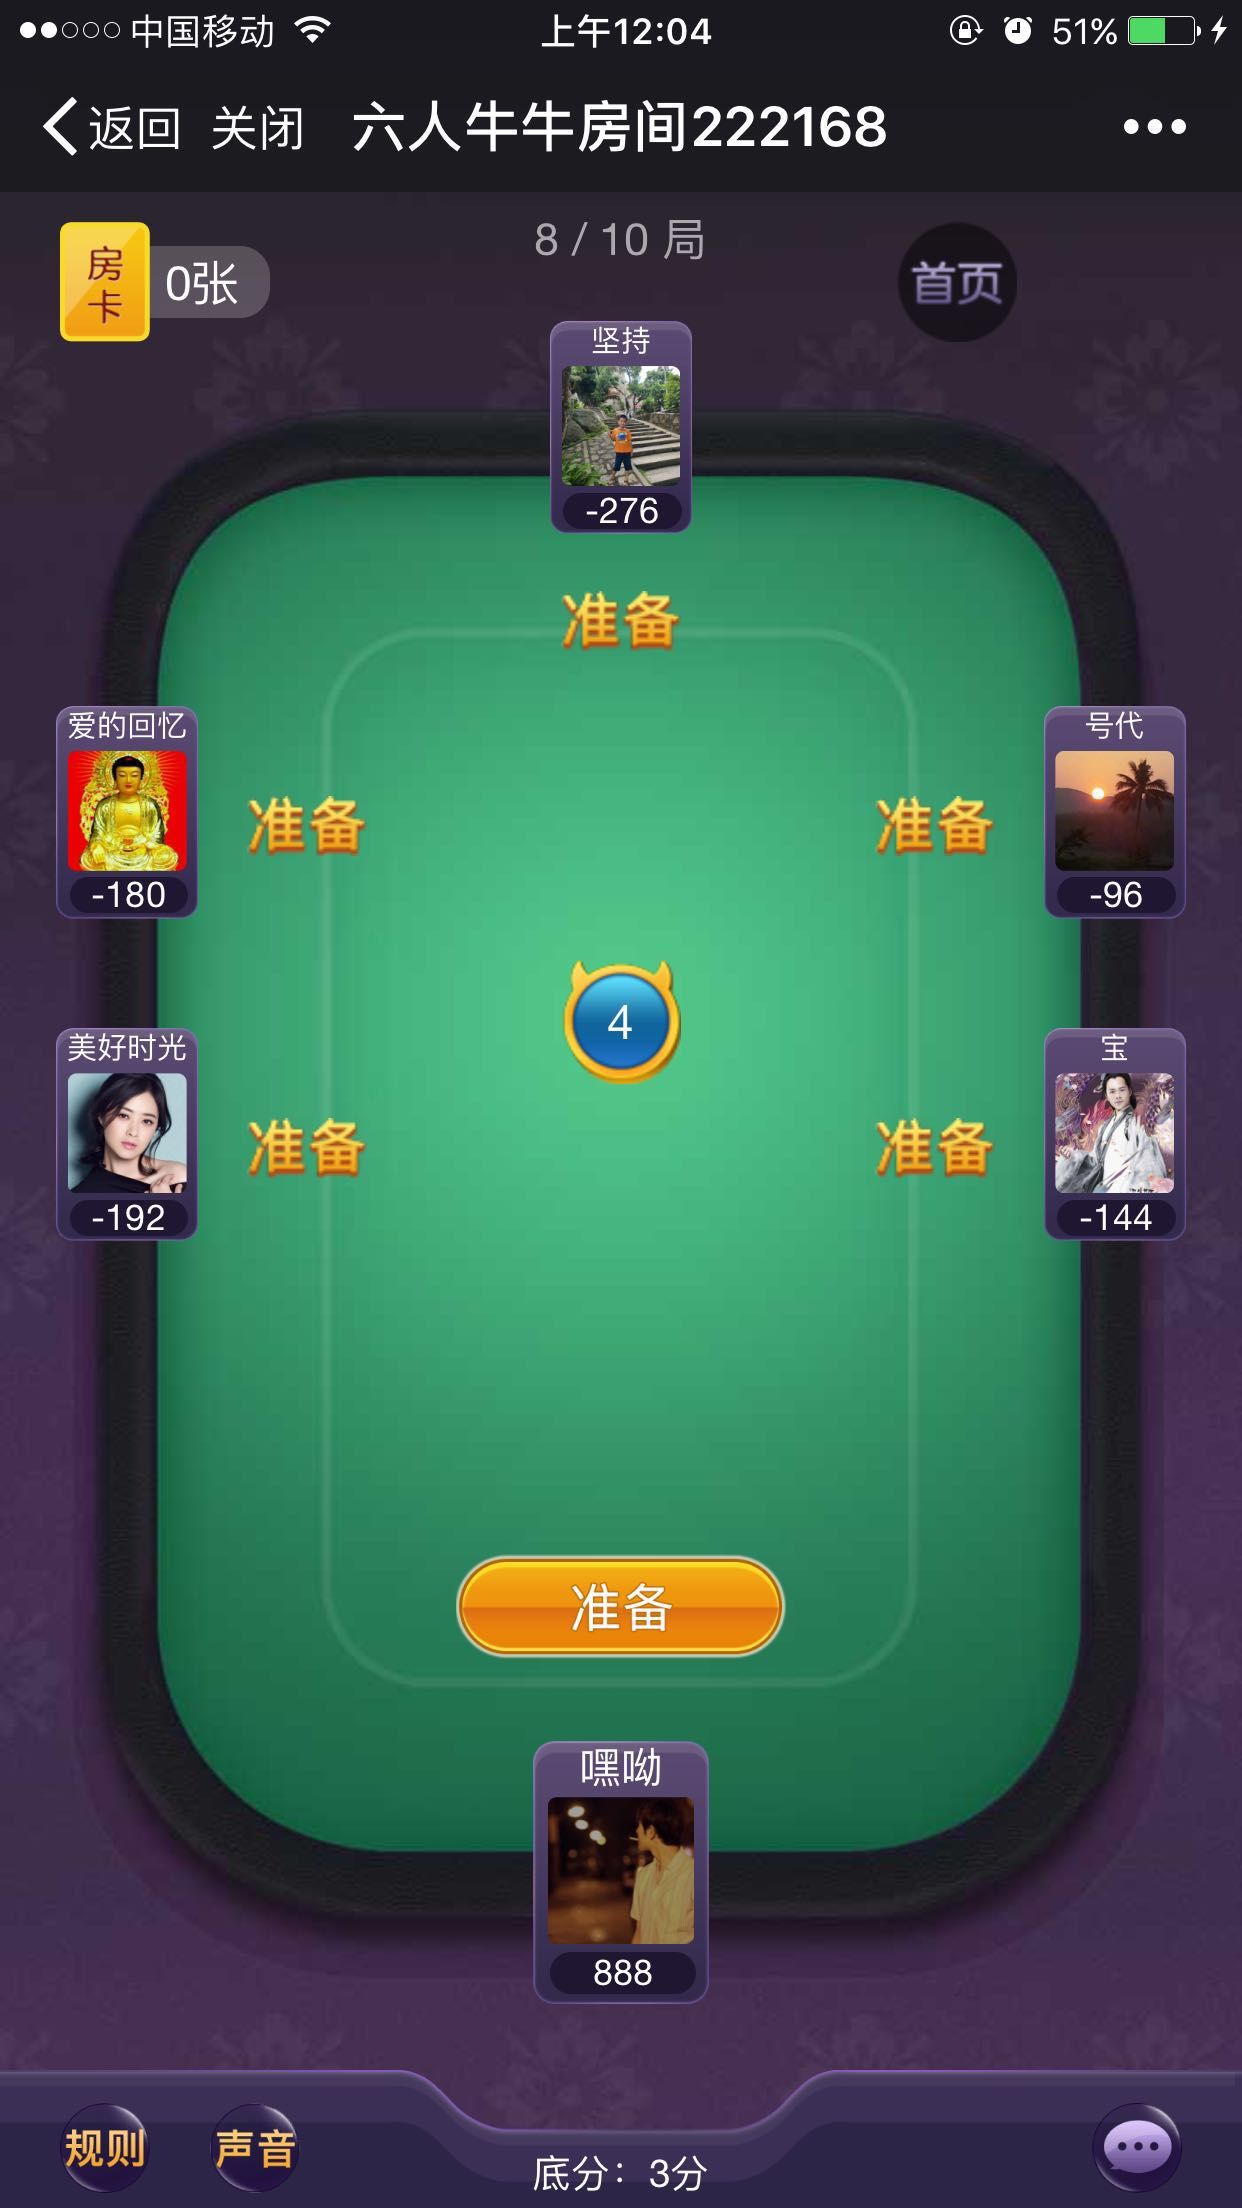 中国移动 上午12:04 51%
返回 关闭 六人牛牛房间222168
8 / 10 局
房卡 0张 首页
坚持
-276
准备
爱的回忆 号代
准备 准备
-180 -96
4
美好时光 宝
准备 准备
-192 -144
准备
嘿呦
888
规则 声音 底分：3分